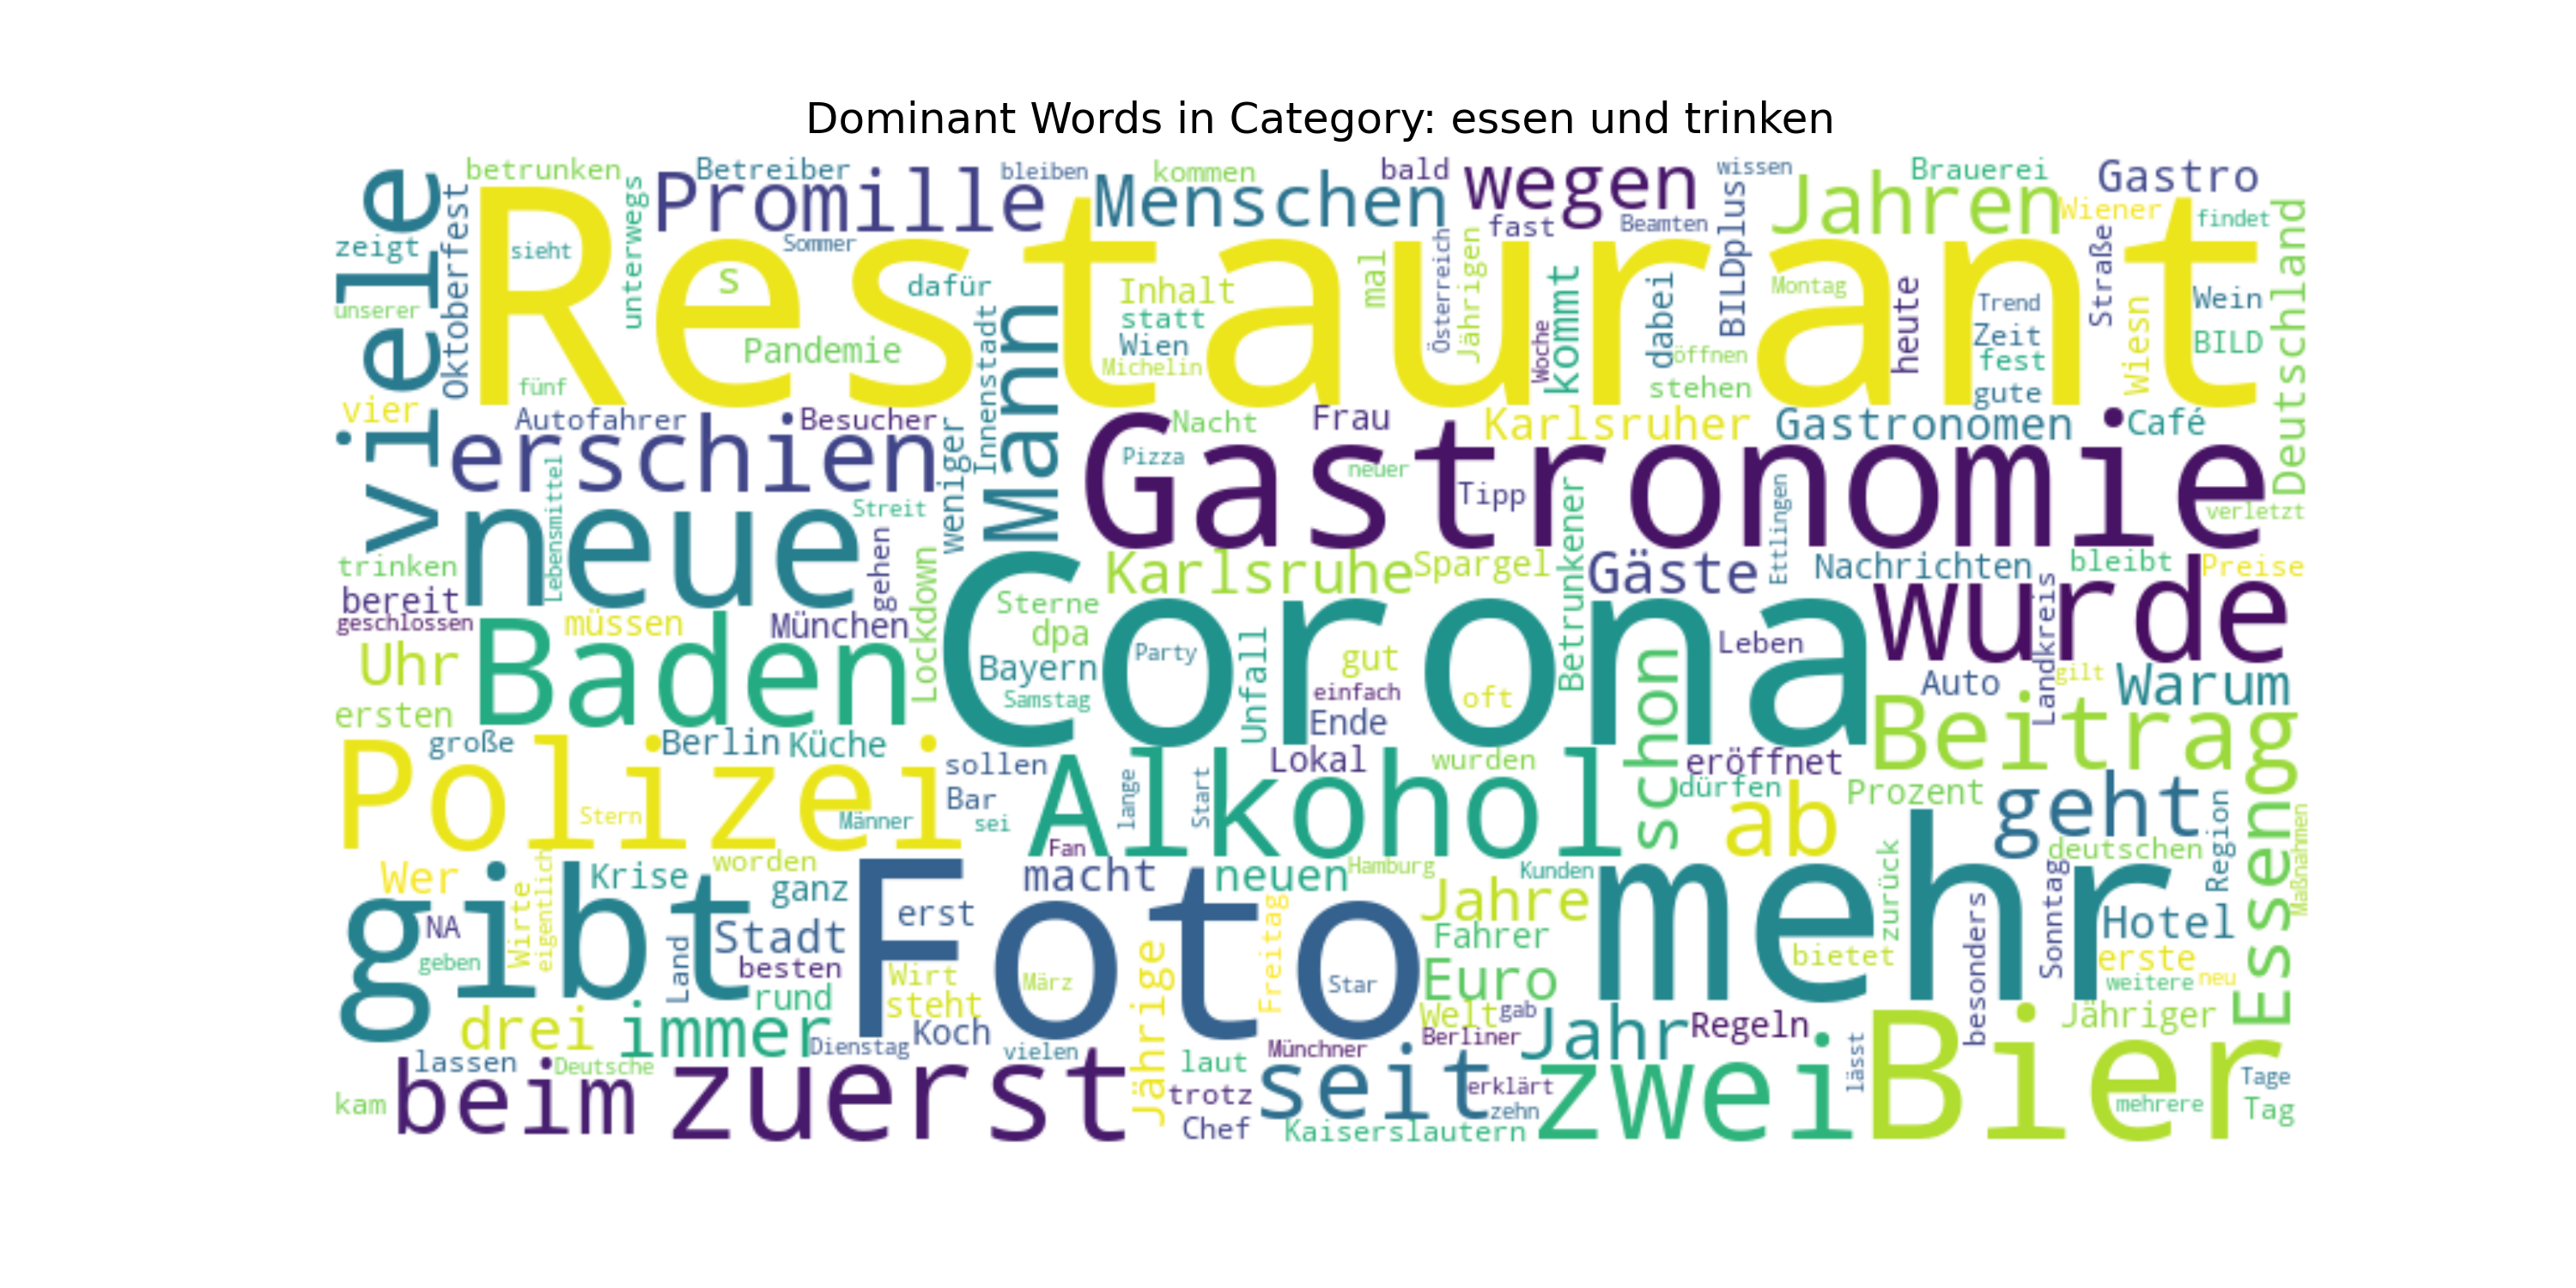 Dominant Words in Category: essen und trinken
viele
zeigt
unserer
Oktoberfest
betrunken
Restaurant
sieht
fünf
unterwegs
Betreiber
Promille
bleiben
Sommer
s
Pandemie
dafür
Menschen
kommen
bald
Inhalt
statt
Wien
Michelin
mal
wegen
fast
wissen
Beamten
Österreich
Jährigen
Woche
kommt
dabei
öffnen
stehen
BILDplus
Jahren
Montag
heute
Brauerei
Wiener
Gastro
findet
Trend
Zeit
fest
gute
Straße
Wiesn
Wein
BILD
Deutschland
vier
Autofahrer
Besucher
erschien
weniger
Innenstadt
Mann
Lebensmittel
neue
Streit
gehen
Gastronomie
Nacht
Frau
Karlsruher
Gastronomen
Café
Pizza
neuer
Tipp
Betrunkener
Ettlingen
verletzt
trinken
bereit
geschlossen
müssen
München
Lockdown
Uhr
Baden
ersten
Corona
Karlsruhe
Spargel
Gäste
Nachrichten
bleibt
Preise
Sterne
dpa
Bayern
Samstag
Party
Unfall
gut
einfach
Ende
oft
Leben
wurde
Landkreis
Auto
gilt
Warum
Beitrag
schon
Polizei
große
Berlin
Küche
Stern
Männer
sollen
Bar
sei
Alkohol
lange
Start
Lokal
wurden
eröffnet
dürfen
ab
Prozent
geht
deutschen
Region
Essen
g
Maßnahmen
Wer
gibt
NA
geben
Wirte
eigentlich
Krise
worden
ganz
Stadt
Land
besten
rund
Foto
erst
Wirt
steht
Koch
Fan
macht
neuen
Hamburg
März
Jährige
Freitag
Star
Kunden
Jahre
Fahrer
Euro
Welt
gab
mehr
bietet
zurück
besonders
Sonntag
Hotel
erste
weitere
neu
Jähriger
drei
immer
Dienstag
vielen
lassen
Deutsche
kam
beim
zuerst
laut
trotz
Chef
Münchner
Berliner
seit
erklärt
zehn
Kaiserslautern
Jahr
Regeln
zwei
lässt
Bier
mehrere
Tage
Tag